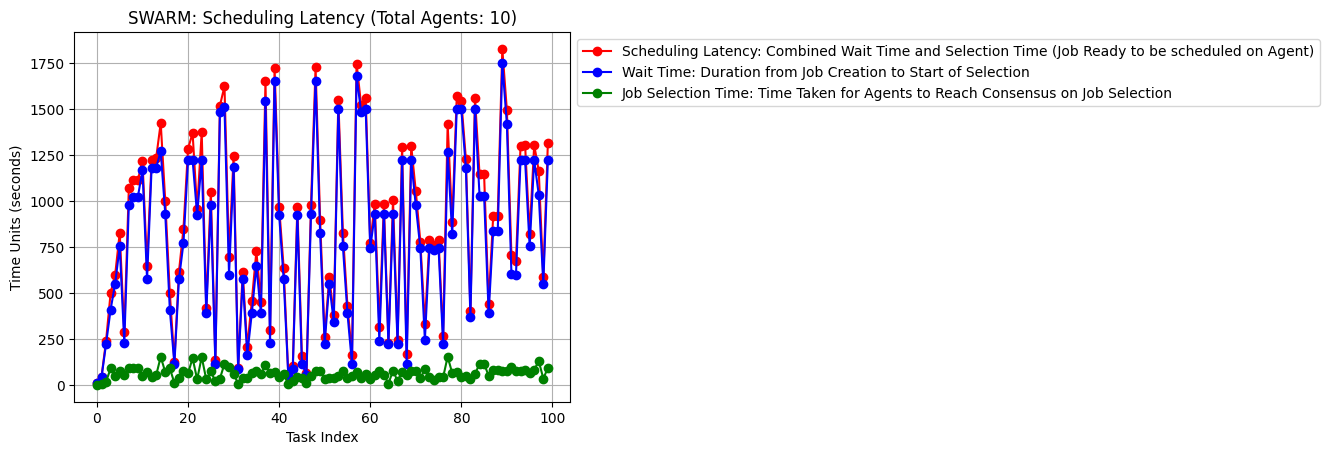 SWARM: Scheduling Latency (Total Agents: 10)
Scheduling Latency: Combined Wait Time and Selection Time (Job Ready to be scheduled on Agent)
Wait Time: Duration from Job Creation to Start of Selection
Job Selection Time: Time Taken for Agents to Reach Consensus on Job Selection
Time Units (seconds)
1750
1500
1250
1000
750
500
250
0
0 20 40 60 80 100
Task Index